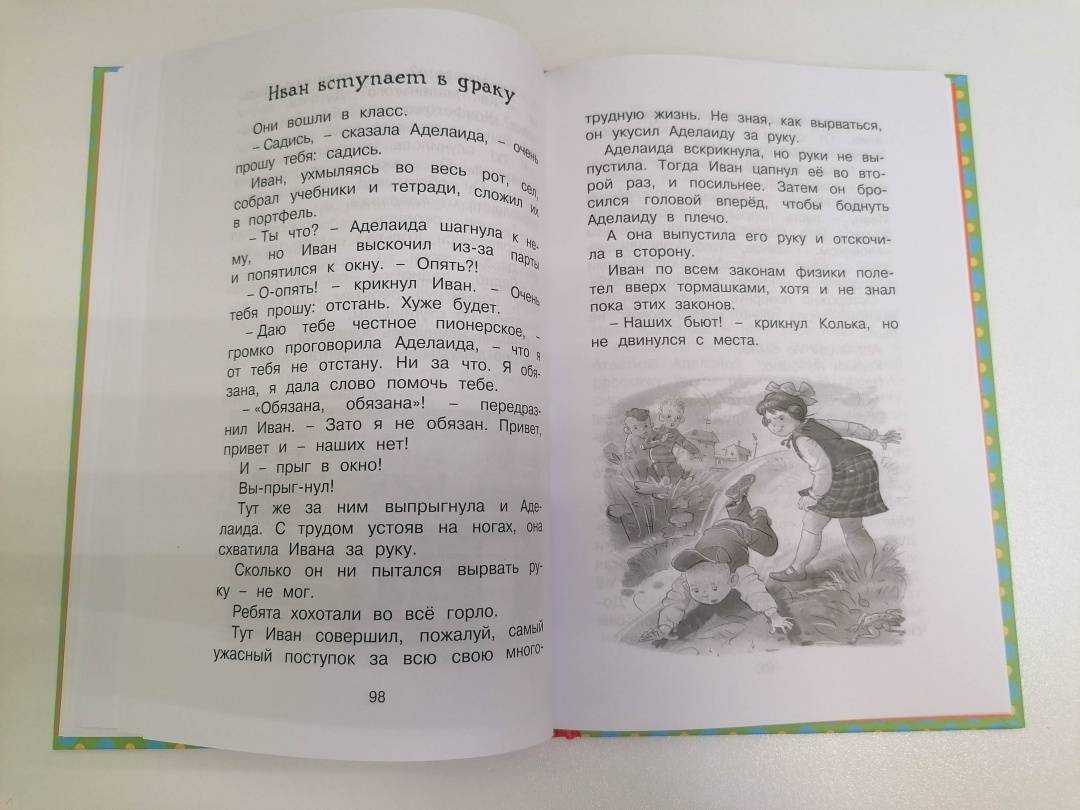 Иван вступает в драку
Они вошли в класс.
– Садись, – сказала Аделаида, – очень
прошу тебя: садись.
Иван, ухмыляясь во весь рот, сел,
собрал учебники и тетради, сложил их
в портфель.
– Ты что? – Аделаида шагнула к не-
му, но Иван выскочил из-за парты
и попятился к окну. – Опять?!
– О-опять! – крикнул Иван. – Очень
тебя прошу: отстань. Хуже будет.
– Даю тебе честное пионерское, –
громко проговорила Аделаида, – что я
от тебя не отстану. Ни за что. Я обя-
зана, я дала слово помочь тебе.
– «Обязана, обязана»! – передраз-
нил Иван. – Зато я не обязан. Привет,
привет и – наших нет!
И – прыг в окно!
Вы-прыг-нул!
Тут же за ним выпрыгнула и Аде-
лаида. С трудом устояв на ногах, она
схватила Ивана за руку.
Сколько он ни пытался вырвать ру-
ку – не мог.
Ребята хохотали во всё горло.
Тут Иван совершил, пожалуй, самый
ужасный поступок за всю свою много-
98
трудную жизнь. Не зная, как вырваться,
он укусил Аделаиду за руку.
Аделаида вскрикнула, но руки не вы-
пустила. Тогда Иван цапнул её во вто-
рой раз, и посильнее. Затем он бро-
сился головой вперёд, чтобы боднуть
Аделаиду в плечо.
А она выпустила его руку и отскочи-
ла в сторону.
Иван по всем законам физики поле-
тел вверх тормашками, хотя и не знал
пока этих законов.
– Наших бьют! – крикнул Колька, но
не двинулся с места.